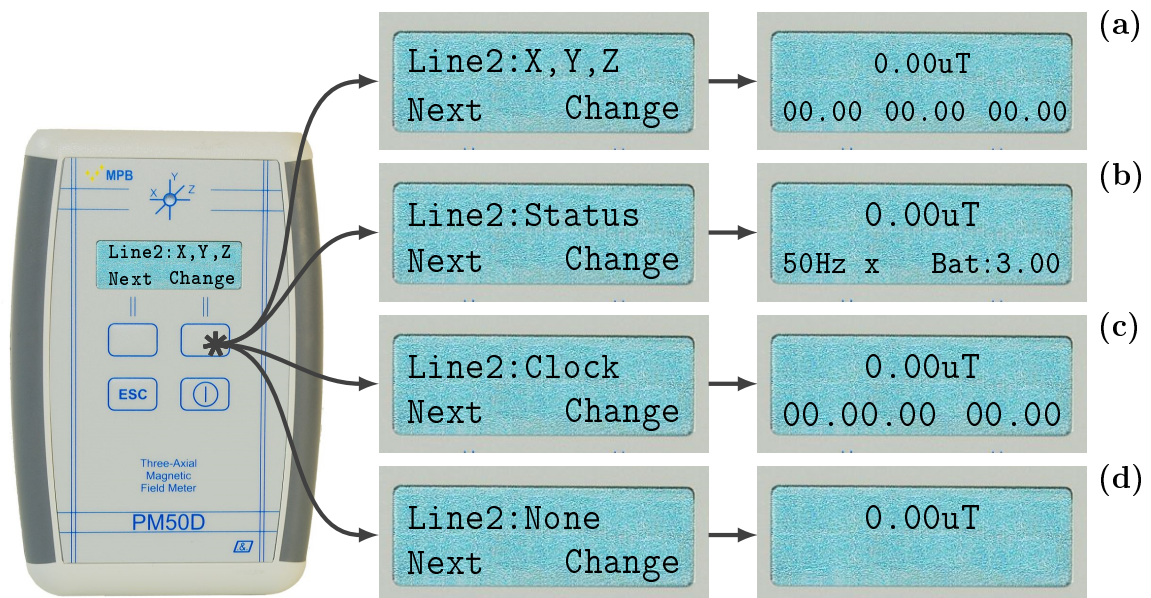 MPB
X Y Z
Line2:X,Y,Z
Next Change
ESC
Three-Axial
Magnetic
Field Meter
PM50D
&
Line2:X,Y,Z
Next Change
0.00uT
00.00 00.00 00.00
(a)
Line2:Status
Next Change
0.00uT
50Hz x Bat:3.00
(b)
Line2:Clock
Next Change
0.00uT
00.00.00 00.00
(c)
Line2:None
Next Change
0.00uT
(d)